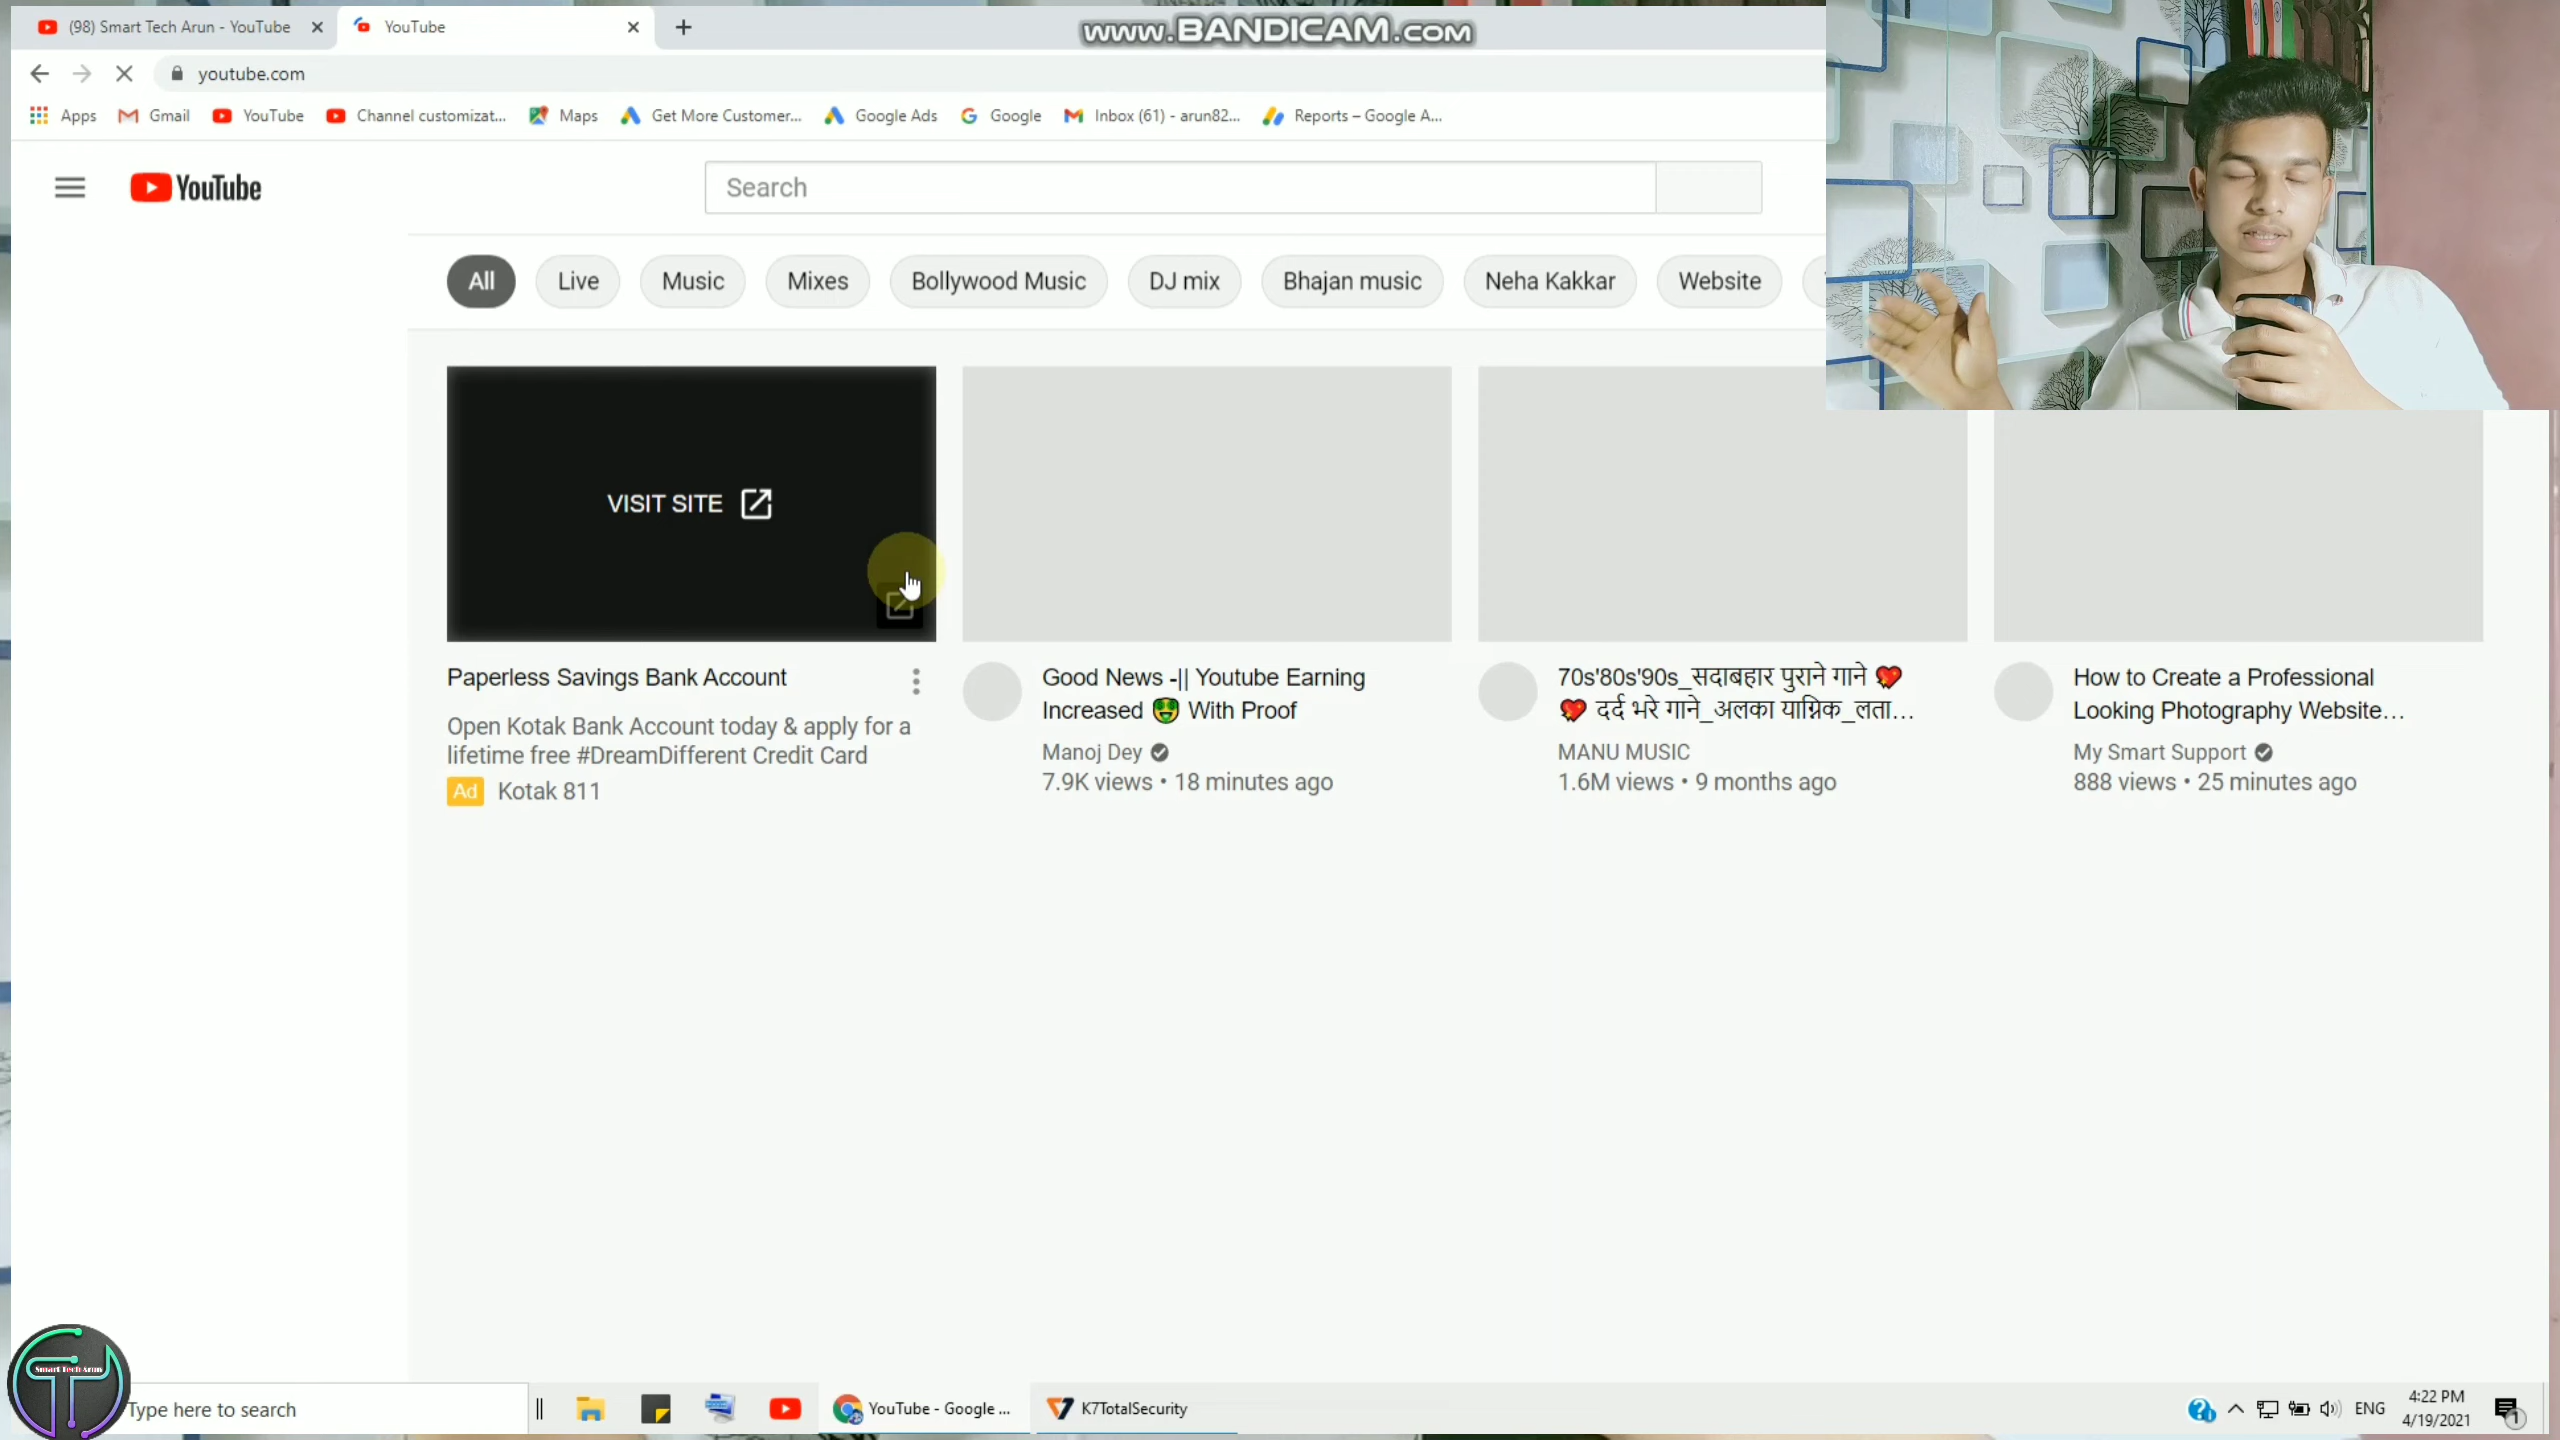 (98) Smart Tech Arun - YouTube
YouTube
www.BANDICAM.com
youtube.com
Apps
Gmail
YouTube
Channel customizat...
Maps
Get More Customer...
Google Ads
Google
Inbox (61) - arun82...
Reports – Google A...
YouTube
Search
All
Live
Music
Mixes
Bollywood Music
DJ mix
Bhajan music
Neha Kakkar
Website
VISIT SITE
Paperless Savings Bank Account
Open Kotak Bank Account today & apply for a
lifetime free #DreamDifferent Credit Card
Ad Kotak 811
Good News -|| Youtube Earning
Increased 🤑 With Proof
Manoj Dey
7.9K views • 18 minutes ago
70s'80s'90s_सदाबहार पुराने गाने 💖
💖 दर्द भरे गाने_अलका याग्निक_लता...
MANU MUSIC
1.6M views • 9 months ago
How to Create a Professional
Looking Photography Website...
My Smart Support
888 views • 25 minutes ago
Smart Tech Arun
Type here to search
YouTube - Google ...
K7TotalSecurity
ENG
4:22 PM
4/19/2021
1